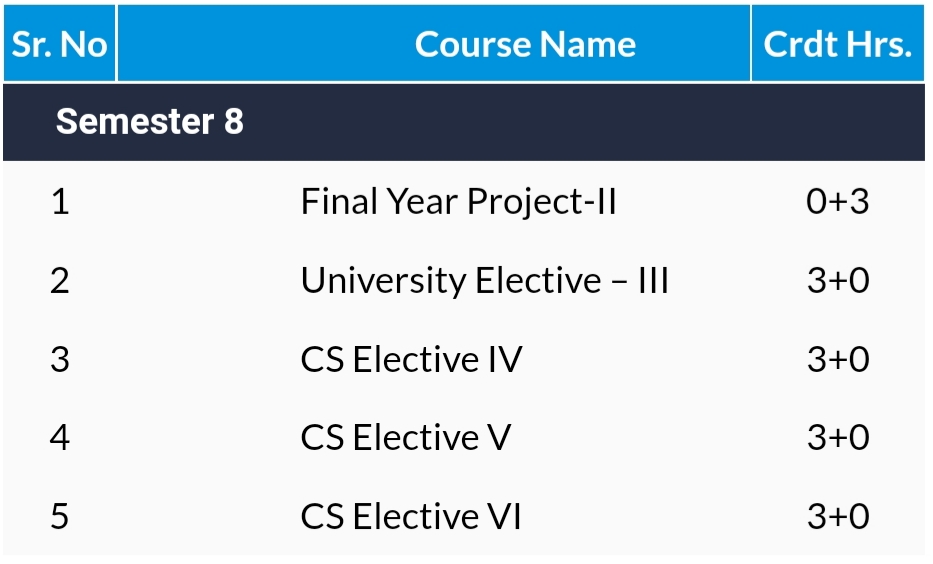 Sr. No Course Name Crdt Hrs.
Semester 8
1 Final Year Project-II 0+3
2 University Elective – III 3+0
3 CS Elective IV 3+0
4 CS Elective V 3+0
5 CS Elective VI 3+0